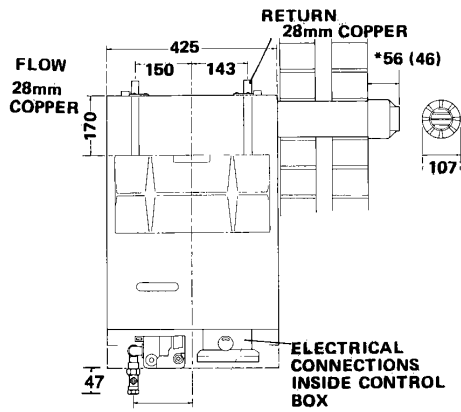 RETURN
28mm COPPER
425
*56 (46)
FLOW
150
143
28mm
COPPER
170
107
ELECTRICAL
CONNECTIONS
INSIDE CONTROL
BOX
47